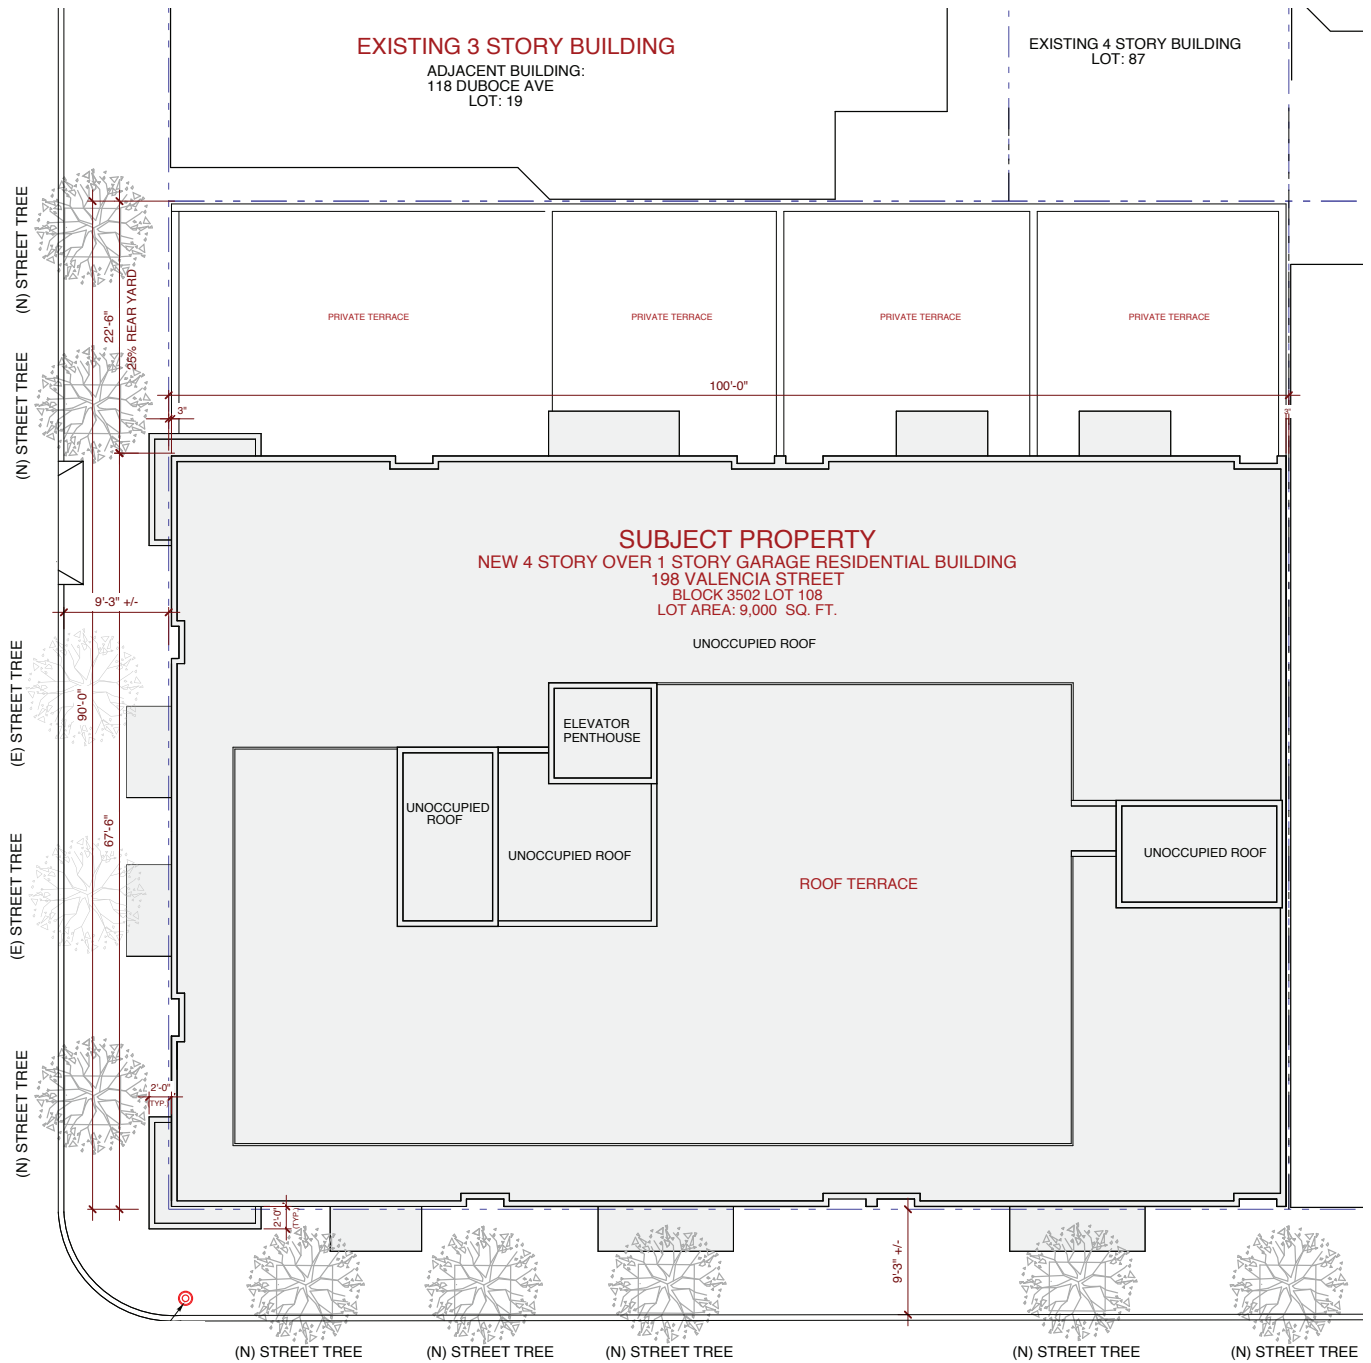 EXISTING 3 STORY BUILDING
ADJACENT BUILDING:
118 DUBOCE AVE
LOT: 19
EXISTING 4 STORY BUILDING
LOT: 87
(N) STREET TREE
22'-6"
25% REAR YARD
PRIVATE TERRACE
PRIVATE TERRACE
PRIVATE TERRACE
PRIVATE TERRACE
(N) STREET TREE
100'-0"
3"
SUBJECT PROPERTY
NEW 4 STORY OVER 1 STORY GARAGE RESIDENTIAL BUILDING
198 VALENCIA STREET
BLOCK 3502 LOT 108
LOT AREA: 9,000 SQ. FT.
9'-3" +/-
UNOCCUPIED ROOF
(E) STREET TREE
90'-0"
ELEVATOR
PENTHOUSE
UNOCCUPIED
ROOF
67'-6"
UNOCCUPIED ROOF
UNOCCUPIED ROOF
ROOF TERRACE
(E) STREET TREE
(N) STREET TREE
2'-0"
(TYP.)
2'-0"
(TYP.)
9'-3" +/-
(N) STREET TREE
(N) STREET TREE
(N) STREET TREE
(N) STREET TREE
(N) STREET TREE